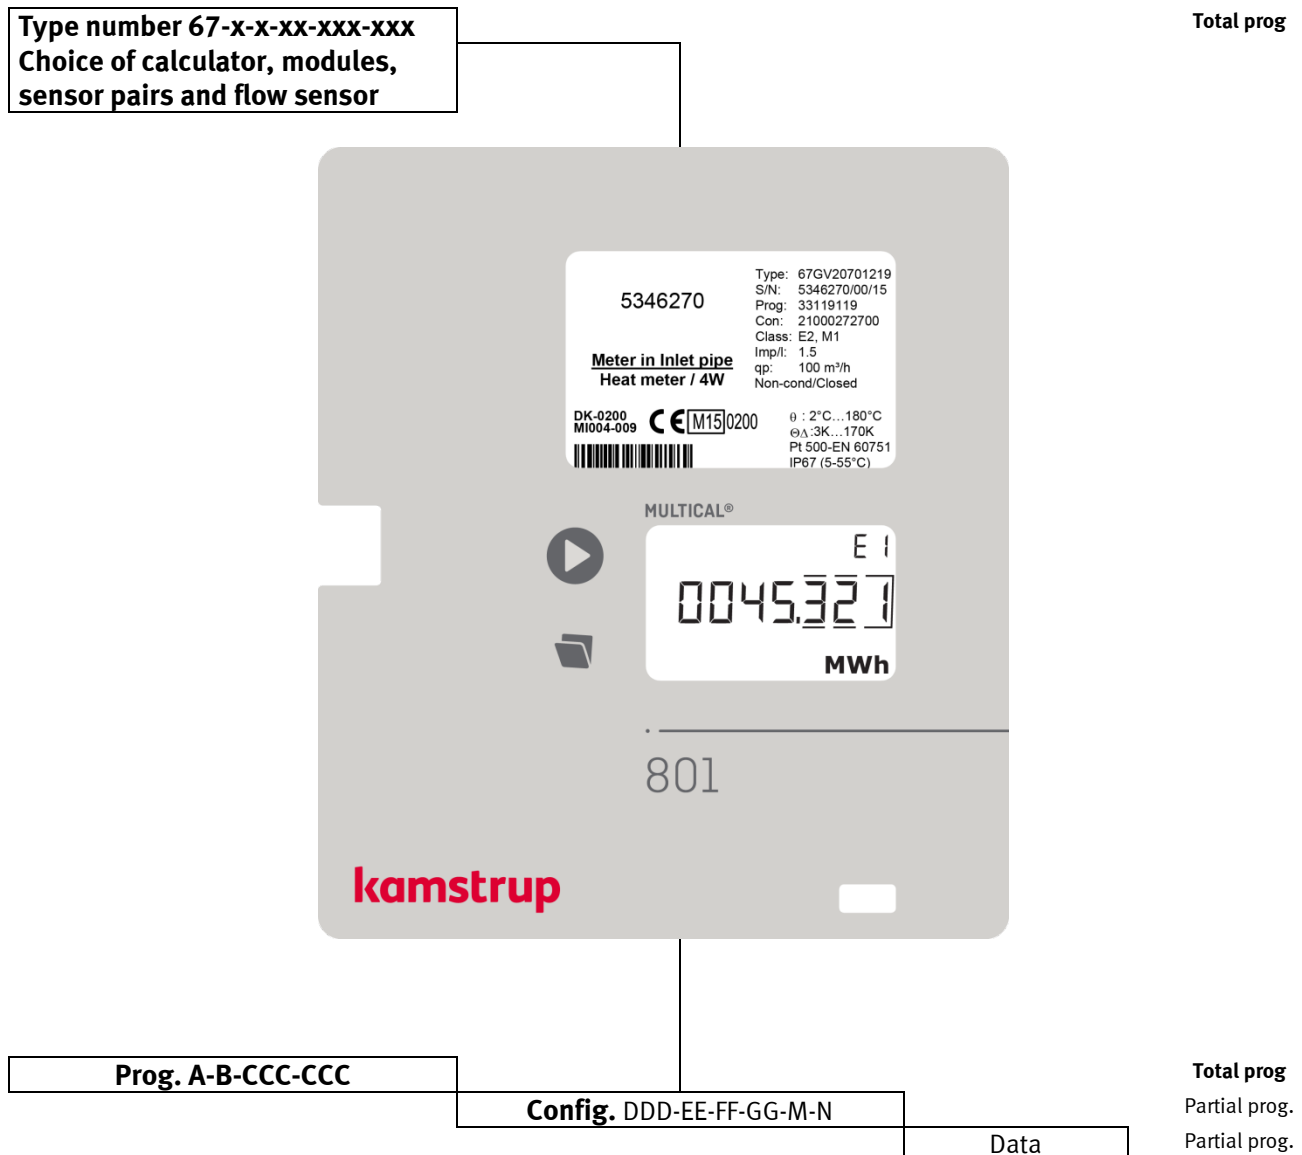 Type number 67-x-x-xx-xxx-xxx
Choice of calculator, modules,
sensor pairs and flow sensor
Total prog
5346270
Meter in Inlet pipe
Heat meter / 4W
Type: 67GV20701219
S/N: 5346270/00/15
Prog: 33119119
Con: 21000272700
Class: E2, M1
Imp/l: 1.5
qp: 100 m³/h
Non-cond/Closed
DK-0200
MI004-009
CE M15 0200
θ : 2°C...180°C
ΘΔ :3K...170K
Pt 500-EN 60751
IP67 (5-55°C)
MULTICAL®
E 1
0045.321
MWh
801
kamstrup
Prog. A-B-CCC-CCC
Total prog
Config. DDD-EE-FF-GG-M-N
Partial prog.
Data
Partial prog.